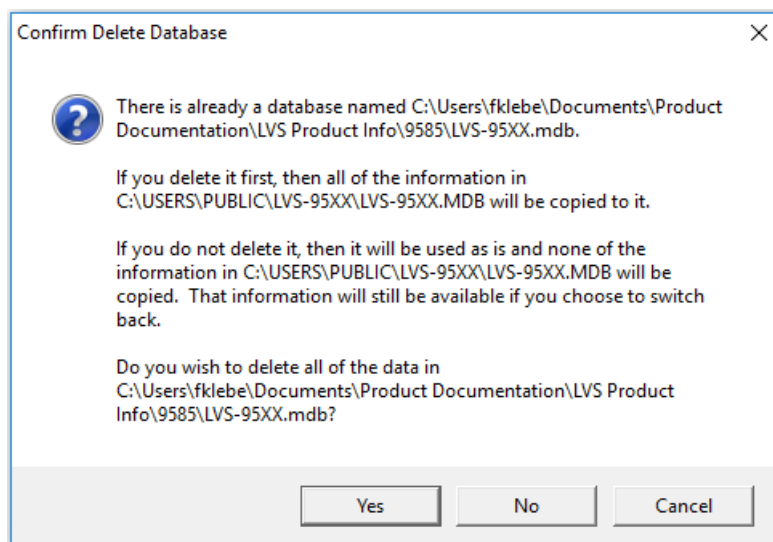 Confirm Delete Database
There is already a database named C:\Users\fklebe\Documents\Product
Documentation\LVS Product Info\9585\LVS-95XX.mdb.
If you delete it first, then all of the information in
C:\USERS\PUBLIC\LVS-95XX\LVS-95XX.MDB will be copied to it.
If you do not delete it, then it will be used as is and none of the
information in C:\USERS\PUBLIC\LVS-95XX\LVS-95XX.MDB will be
copied.  That information will still be available if you choose to switch
back.
Do you wish to delete all of the data in
C:\Users\fklebe\Documents\Product Documentation\LVS Product
Info\9585\LVS-95XX.mdb?
Yes No Cancel